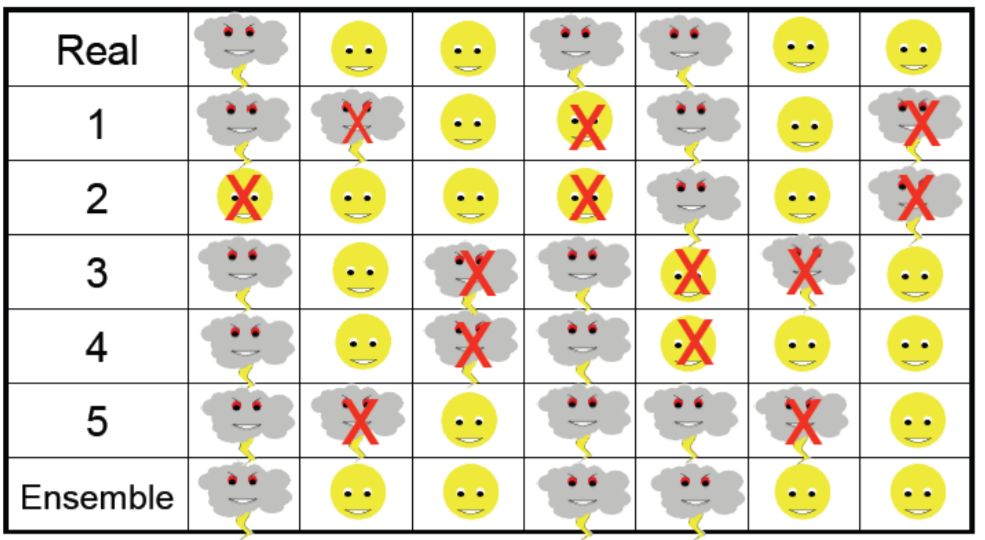 Real
1 X X X
2 X X X
3 X X X
4 X X
5 X X
Ensemble